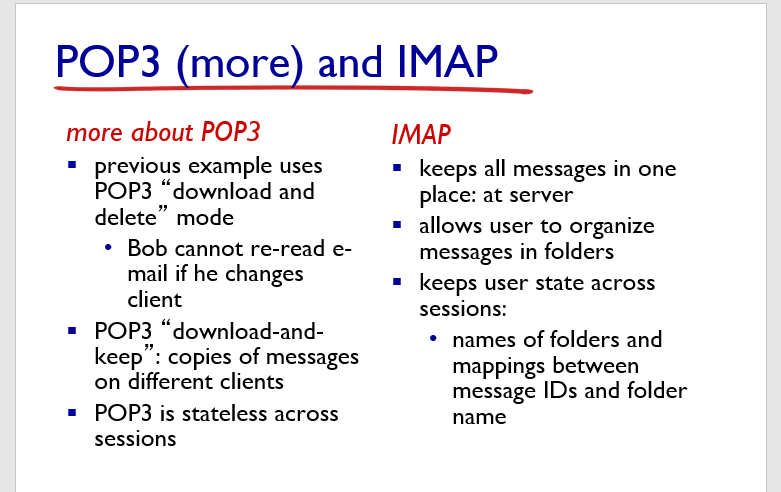 POP3 (more) and IMAP
more about POP3
▪ previous example uses
POP3 “download and
delete” mode
• Bob cannot re-read e-
mail if he changes
client
▪ POP3 “download-and-
keep”: copies of messages
on different clients
▪ POP3 is stateless across
sessions
IMAP
▪ keeps all messages in one
place: at server
▪ allows user to organize
messages in folders
▪ keeps user state across
sessions:
• names of folders and
mappings between
message IDs and folder
name